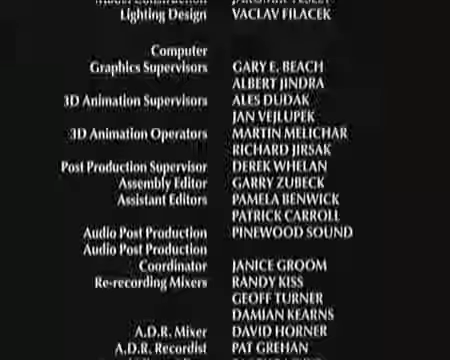 Lighting Design VACLAV FILACEK
Computer
Graphics Supervisors GARY E. BEACH
ALBERT JINDRA
3D Animation Supervisors ALES DUDAK
JAN VEJLUPEK
3D Animation Operators MARTIN MELICHAR
RICHARD JIRSAK
Post Production Supervisor DEREK WHELAN
Assembly Editor GARRY ZUBECK
Assistant Editors PAMELA BENWICK
PATRICK CARROLL
Audio Post Production PINEWOOD SOUND
Audio Post Production
Coordinator JANICE GROOM
Re-recording Mixers RANDY KISS
GEOFF TURNER
DAMIAN KEARNS
A.D.R. Mixer DAVID HORNER
A.D.R. Recordist PAT GREHAN